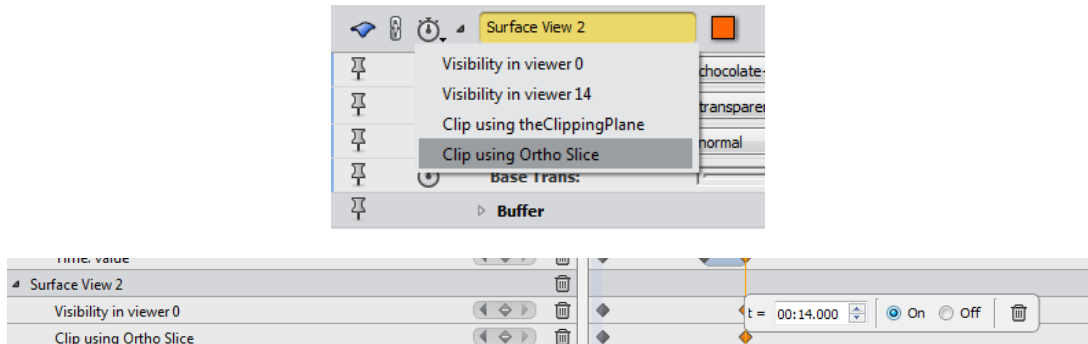 Surface View 2
Visibility in viewer 0
chocolate-
Visibility in viewer 14
transparen
Clip using theClippingPlane
normal
Clip using Ortho Slice
Base Trans:
Buffer
Time: value
Surface View 2
Visibility in viewer 0
t = 00:14.000 On Off
Clip using Ortho Slice